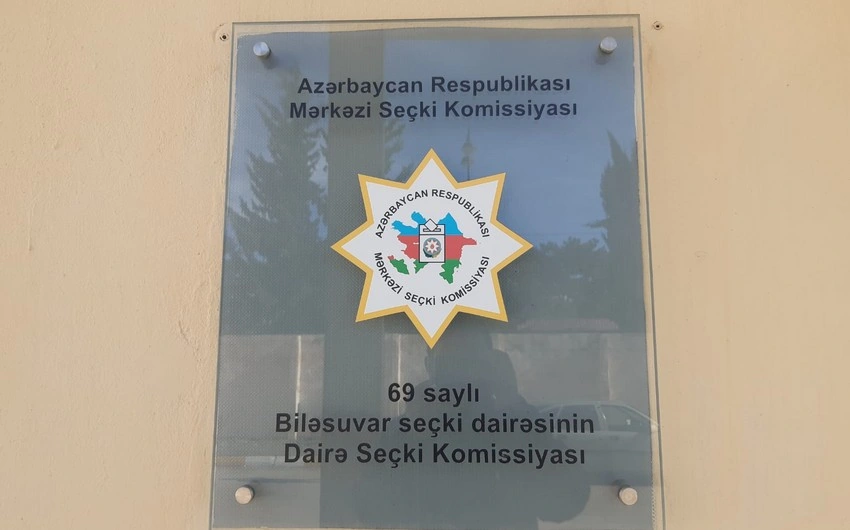 Azərbaycan Respublikası
Mərkəzi Seçki Komissiyası
AZƏRBAYCAN RESPUBLİKASI
MƏRKƏZİ SEÇKİ KOMİSSİYASI
69 saylı
Biləsuvar seçki dairəsinin
Dairə Seçki Komissiyası